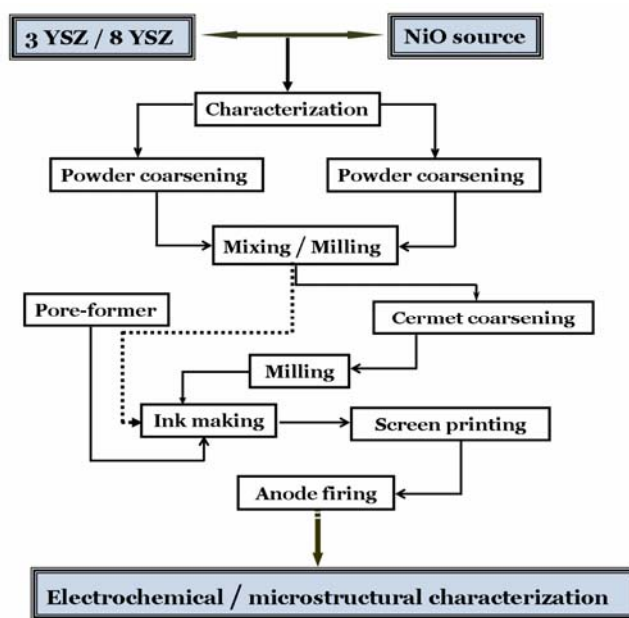 3 YSZ / 8 YSZ
NiO source
Characterization
Powder coarsening
Powder coarsening
Mixing / Milling
Pore-former
Cermet coarsening
Milling
Ink making
Screen printing
Anode firing
Electrochemical / microstructural characterization